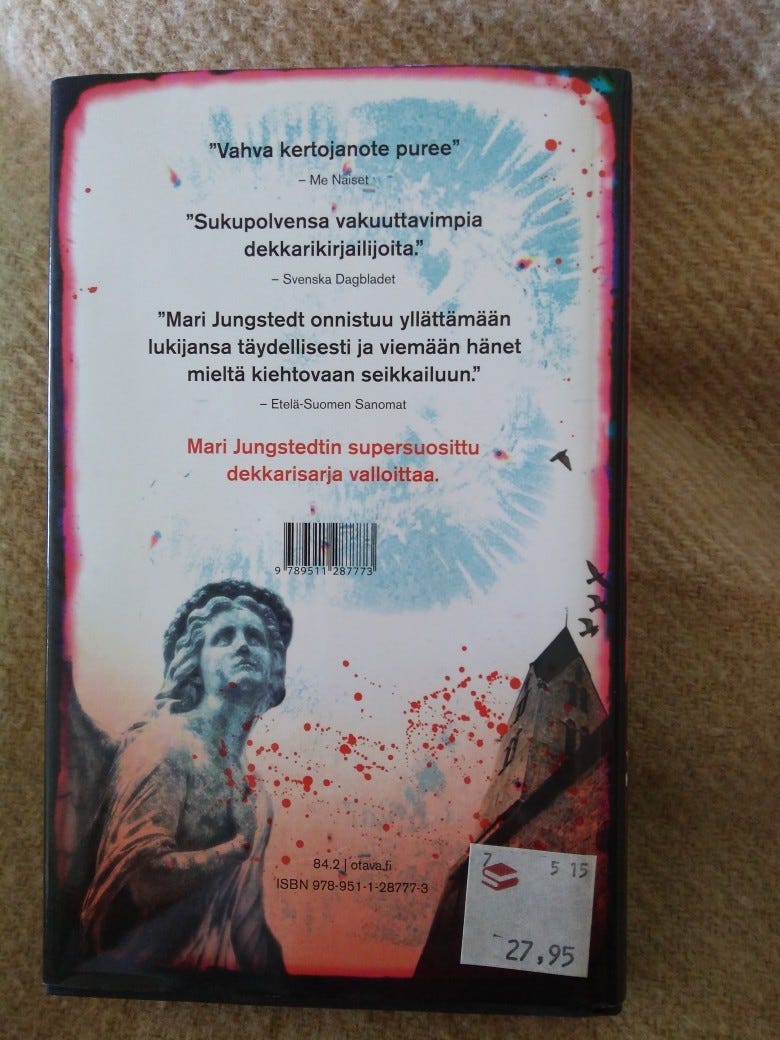 ”Vahva kertojanote puree”
– Me Naiset
”Sukupolvensa vakuuttavimpia
dekkarikirjailijoita.”
– Svenska Dagbladet
”Mari Jungstedt onnistuu yllättämään
lukijansa täydellisesti ja viemään hänet
mieltä kiehtovaan seikkailuun.”
– Etelä-Suomen Sanomat
Mari Jungstedtin supersuosittu
dekkarisarja valloittaa.
9 789511 287773
84.2 | otava.fi
ISBN 978-951-1-28777-3
7 5 15
27,95